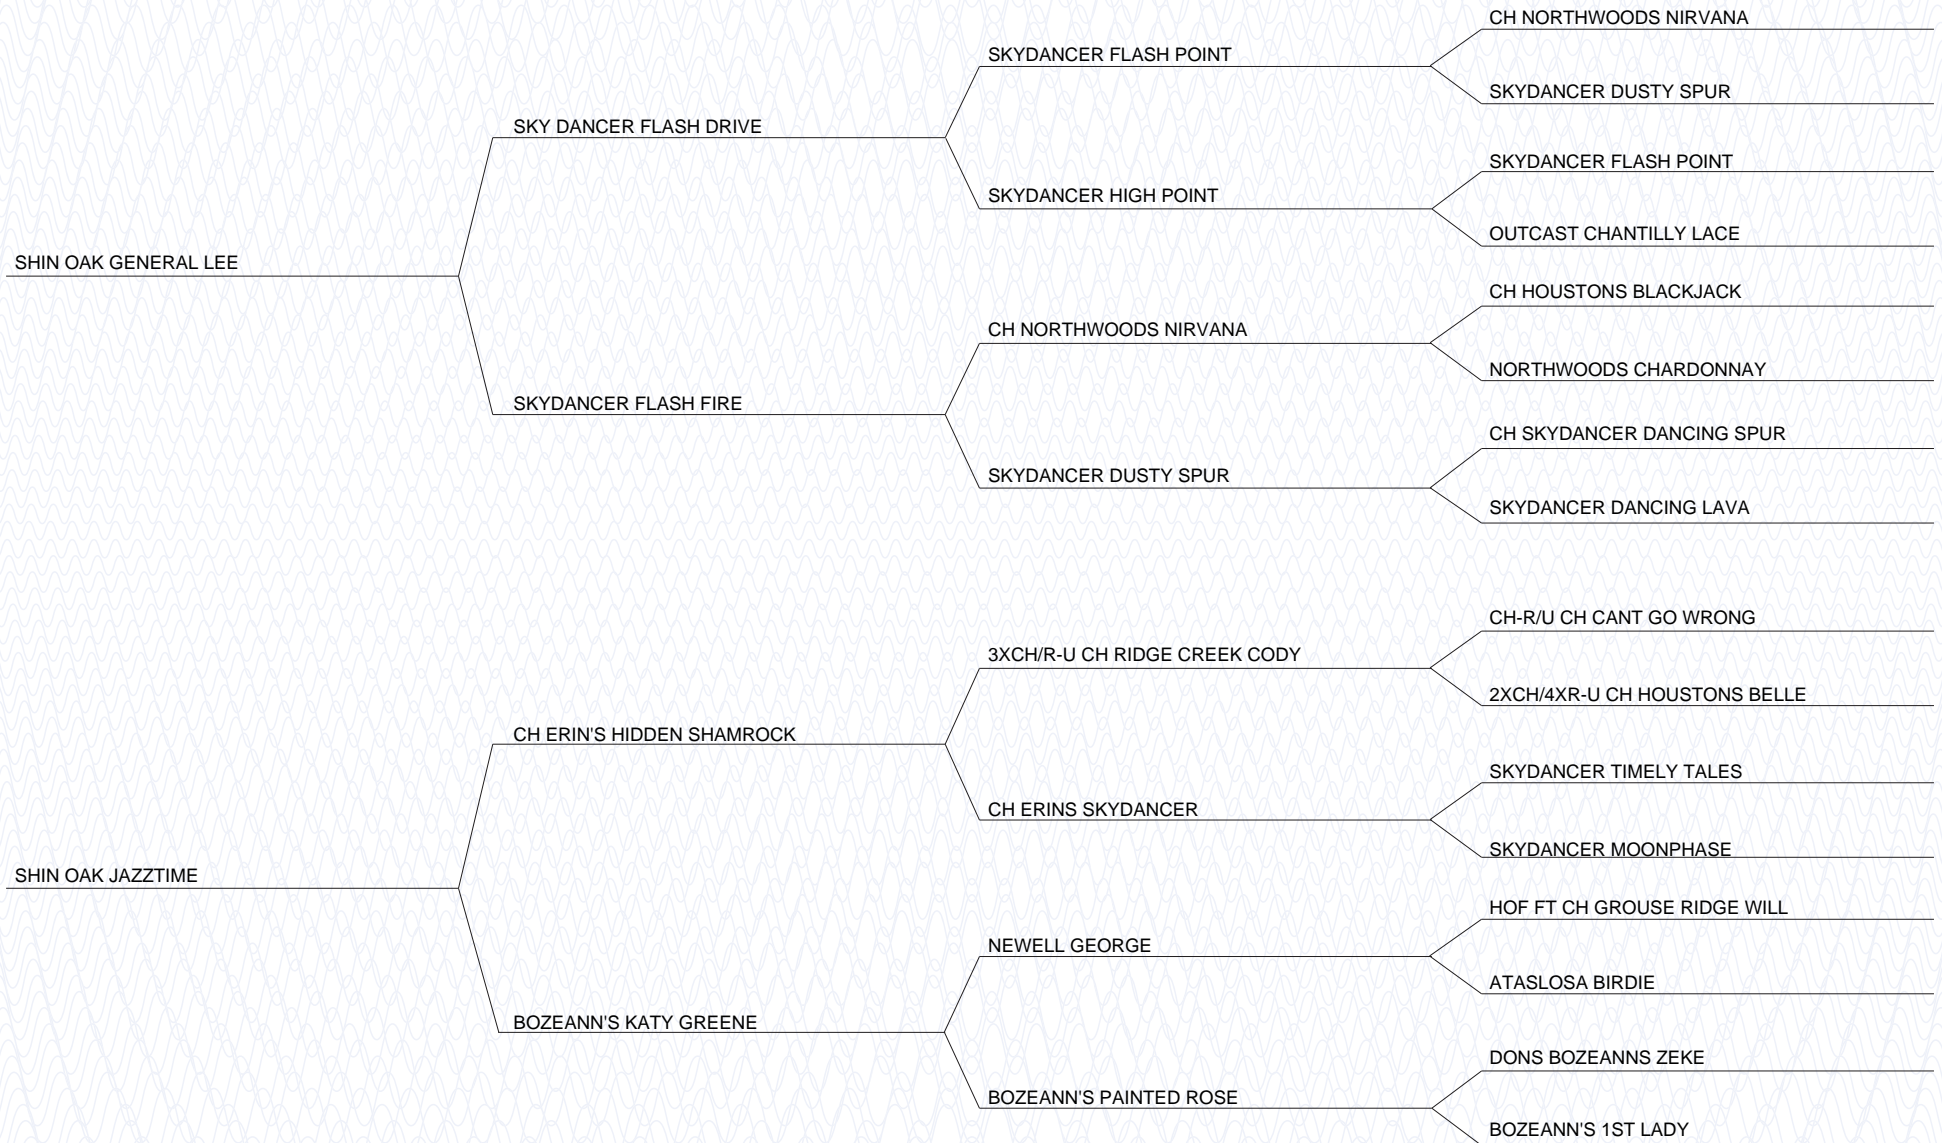 CH NORTHWOODS NIRVANA
SKYDANCER FLASH POINT
SKYDANCER DUSTY SPUR
SKY DANCER FLASH DRIVE
SKYDANCER FLASH POINT
SKYDANCER HIGH POINT
OUTCAST CHANTILLY LACE
SHIN OAK GENERAL LEE
CH HOUSTONS BLACKJACK
CH NORTHWOODS NIRVANA
NORTHWOODS CHARDONNAY
SKYDANCER FLASH FIRE
CH SKYDANCER DANCING SPUR
SKYDANCER DUSTY SPUR
SKYDANCER DANCING LAVA
CH-R/U CH CANT GO WRONG
3XCH/R-U CH RIDGE CREEK CODY
2XCH/4XR-U CH HOUSTONS BELLE
CH ERIN'S HIDDEN SHAMROCK
SKYDANCER TIMELY TALES
CH ERINS SKYDANCER
SKYDANCER MOONPHASE
SHIN OAK JAZZTIME
HOF FT CH GROUSE RIDGE WILL
NEWELL GEORGE
ATASLOSA BIRDIE
BOZEANN'S KATY GREENE
DONS BOZEANNS ZEKE
BOZEANN'S PAINTED ROSE
BOZEANN'S 1ST LADY